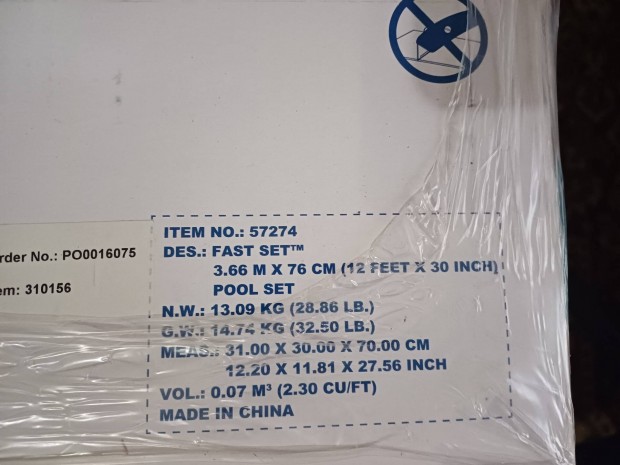 rder No.: PO0016075
em: 310156
ITEM NO.: 57274
DES.: FAST SET™
3.66 M X 76 CM (12 FEET X 30 INCH)
POOL SET
N.W.: 13.09 KG (28.86 LB.)
G.W.: 14.74 KG (32.50 LB.)
MEAS.: 31.00 X 30.00 X 70.00 CM
12.20 X 11.81 X 27.56 INCH
VOL.: 0.07 M³ (2.30 CU/FT)
MADE IN CHINA